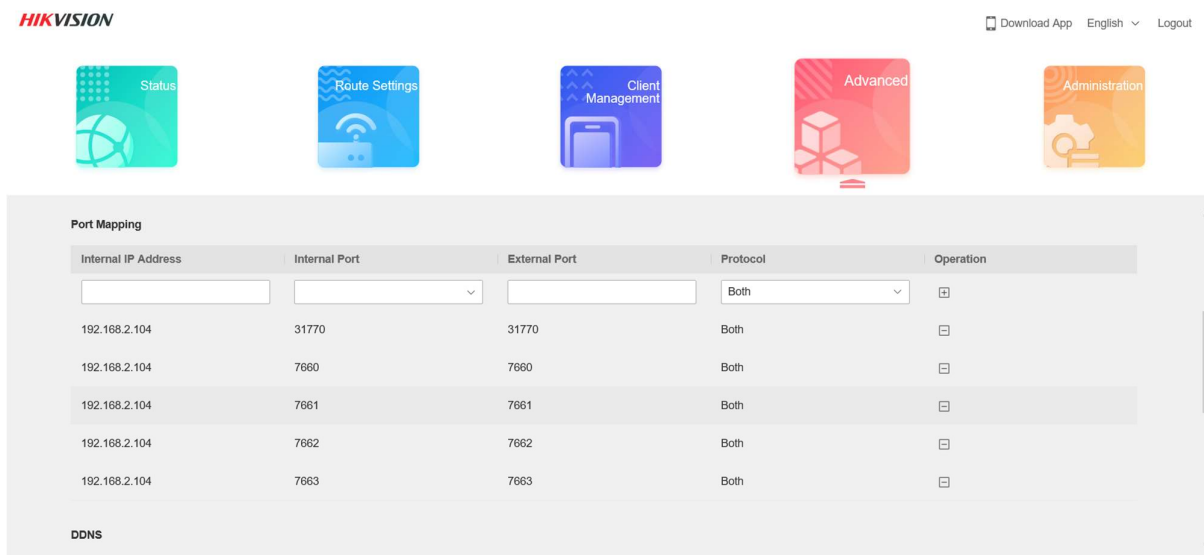 HIKVISION
Download App English Logout
Status
Route Settings
Client
Management
Advanced
Administration
Port Mapping
Internal IP Address Internal Port External Port Protocol Operation
Both
192.168.2.104 31770 31770 Both
192.168.2.104 7660 7660 Both
192.168.2.104 7661 7661 Both
192.168.2.104 7662 7662 Both
192.168.2.104 7663 7663 Both
DDNS